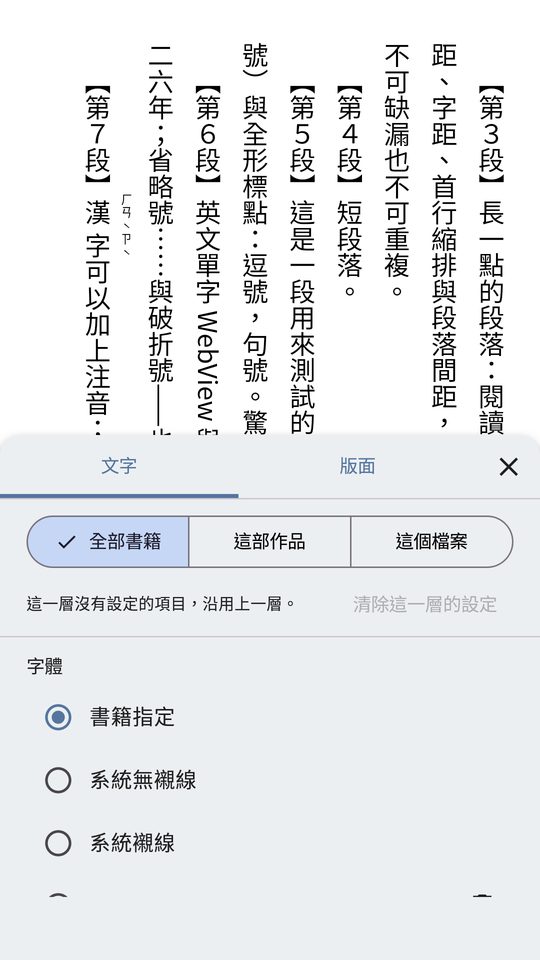 【第３段】長一點的段落：閱讀
距、字距、首行縮排與段落間距，
不可缺漏也不可重複。
【第４段】短段落。
【第５段】這是一段用來測試的
號）與全形標點：逗號，句號。驚
【第６段】英文單字 WebView
二六年；省略號……與破折號——
【第７段】漢字可以加上注音：
ㄏㄢˋㄗˋ
文字
版面
全部書籍
這部作品
這個檔案
這一層沒有設定的項目，沿用上一層。
清除這一層的設定
字體
書籍指定
系統無襯線
系統襯線